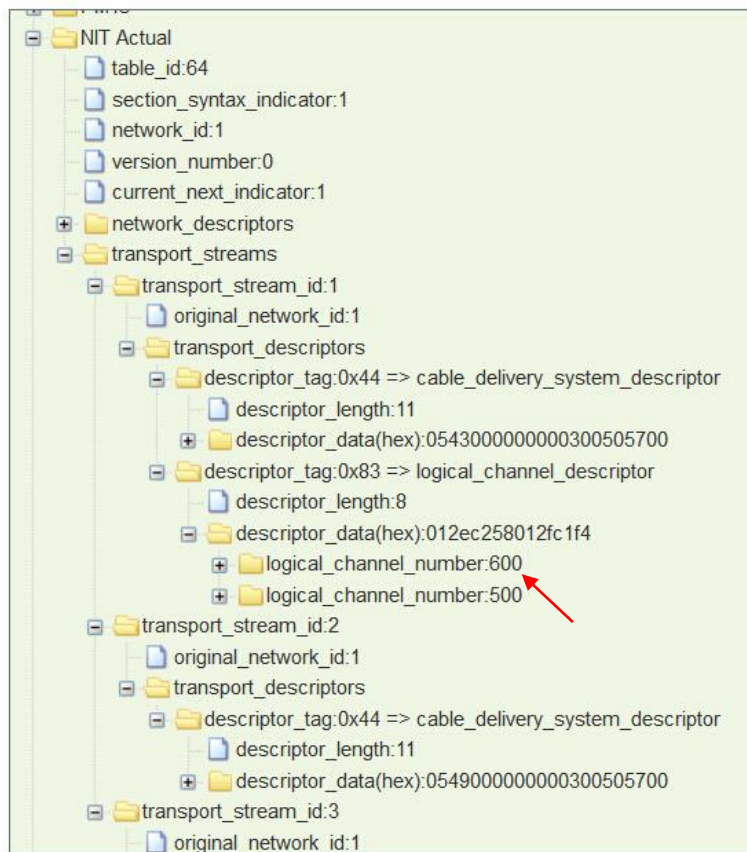 NIT Actual
table_id:64
section_syntax_indicator:1
network_id:1
version_number:0
current_next_indicator:1
network_descriptors
transport_streams
transport_stream_id:1
original_network_id:1
transport_descriptors
descriptor_tag:0x44 => cable_delivery_system_descriptor
descriptor_length:11
descriptor_data(hex):0543000000000300505700
descriptor_tag:0x83 => logical_channel_descriptor
descriptor_length:8
descriptor_data(hex):012ec258012fc1f4
logical_channel_number:600
logical_channel_number:500
transport_stream_id:2
original_network_id:1
transport_descriptors
descriptor_tag:0x44 => cable_delivery_system_descriptor
descriptor_length:11
descriptor_data(hex):0549000000000300505700
transport_stream_id:3
original_network_id:1